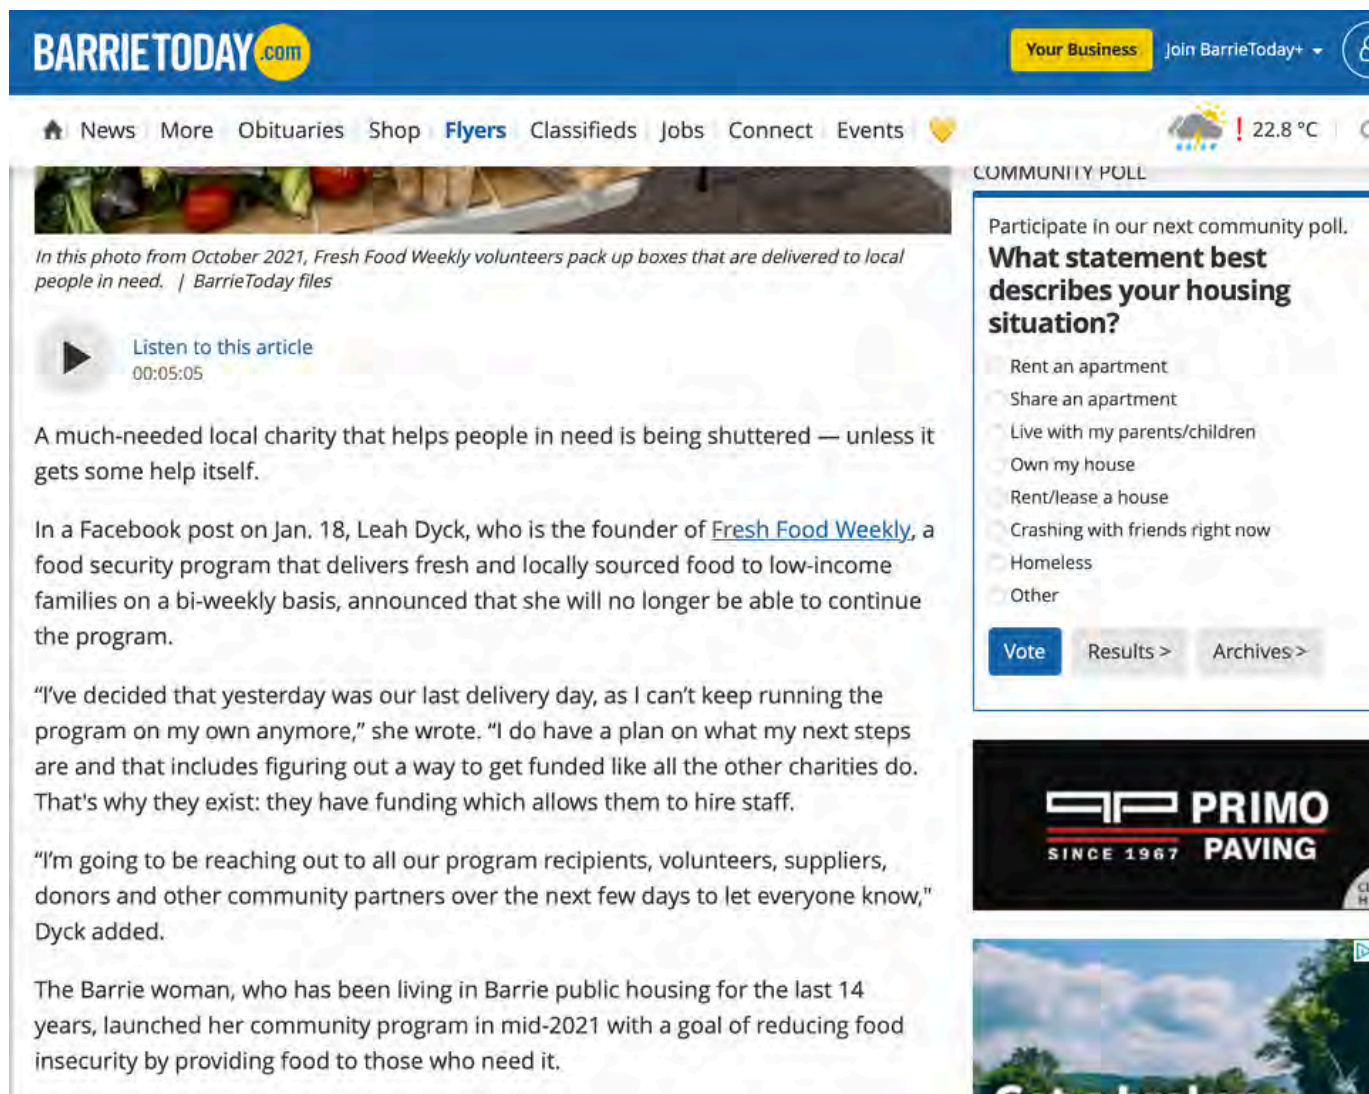 BARRIETODAY.com
Your Business
Join BarrieToday+
News More Obituaries Shop Flyers Classifieds Jobs Connect Events
! 22.8 °C
In this photo from October 2021, Fresh Food Weekly volunteers pack up boxes that are delivered to local
people in need. | BarrieToday files
Listen to this article
00:05:05
A much-needed local charity that helps people in need is being shuttered — unless it
gets some help itself.
In a Facebook post on Jan. 18, Leah Dyck, who is the founder of Fresh Food Weekly, a
food security program that delivers fresh and locally sourced food to low-income
families on a bi-weekly basis, announced that she will no longer be able to continue
the program.
“I’ve decided that yesterday was our last delivery day, as I can’t keep running the
program on my own anymore,” she wrote. “I do have a plan on what my next steps
are and that includes figuring out a way to get funded like all the other charities do.
That's why they exist: they have funding which allows them to hire staff.
“I’m going to be reaching out to all our program recipients, volunteers, suppliers,
donors and other community partners over the next few days to let everyone know,"
Dyck added.
The Barrie woman, who has been living in Barrie public housing for the last 14
years, launched her community program in mid-2021 with a goal of reducing food
insecurity by providing food to those who need it.
COMMUNITY POLL
Participate in our next community poll.
What statement best
describes your housing
situation?
Rent an apartment
Share an apartment
Live with my parents/children
Own my house
Rent/lease a house
Crashing with friends right now
Homeless
Other
Vote Results > Archives >
PRIMO
SINCE 1967 PAVING